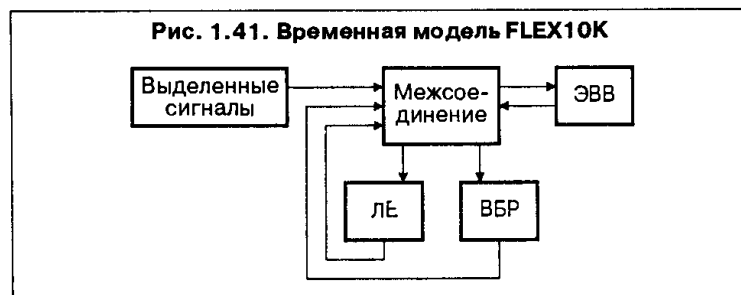 Рис. 1.41. Временная модель FLEX10K
Выделенные
сигналы
Межсое-
динение
ЭВВ
ЛЕ
ВБР